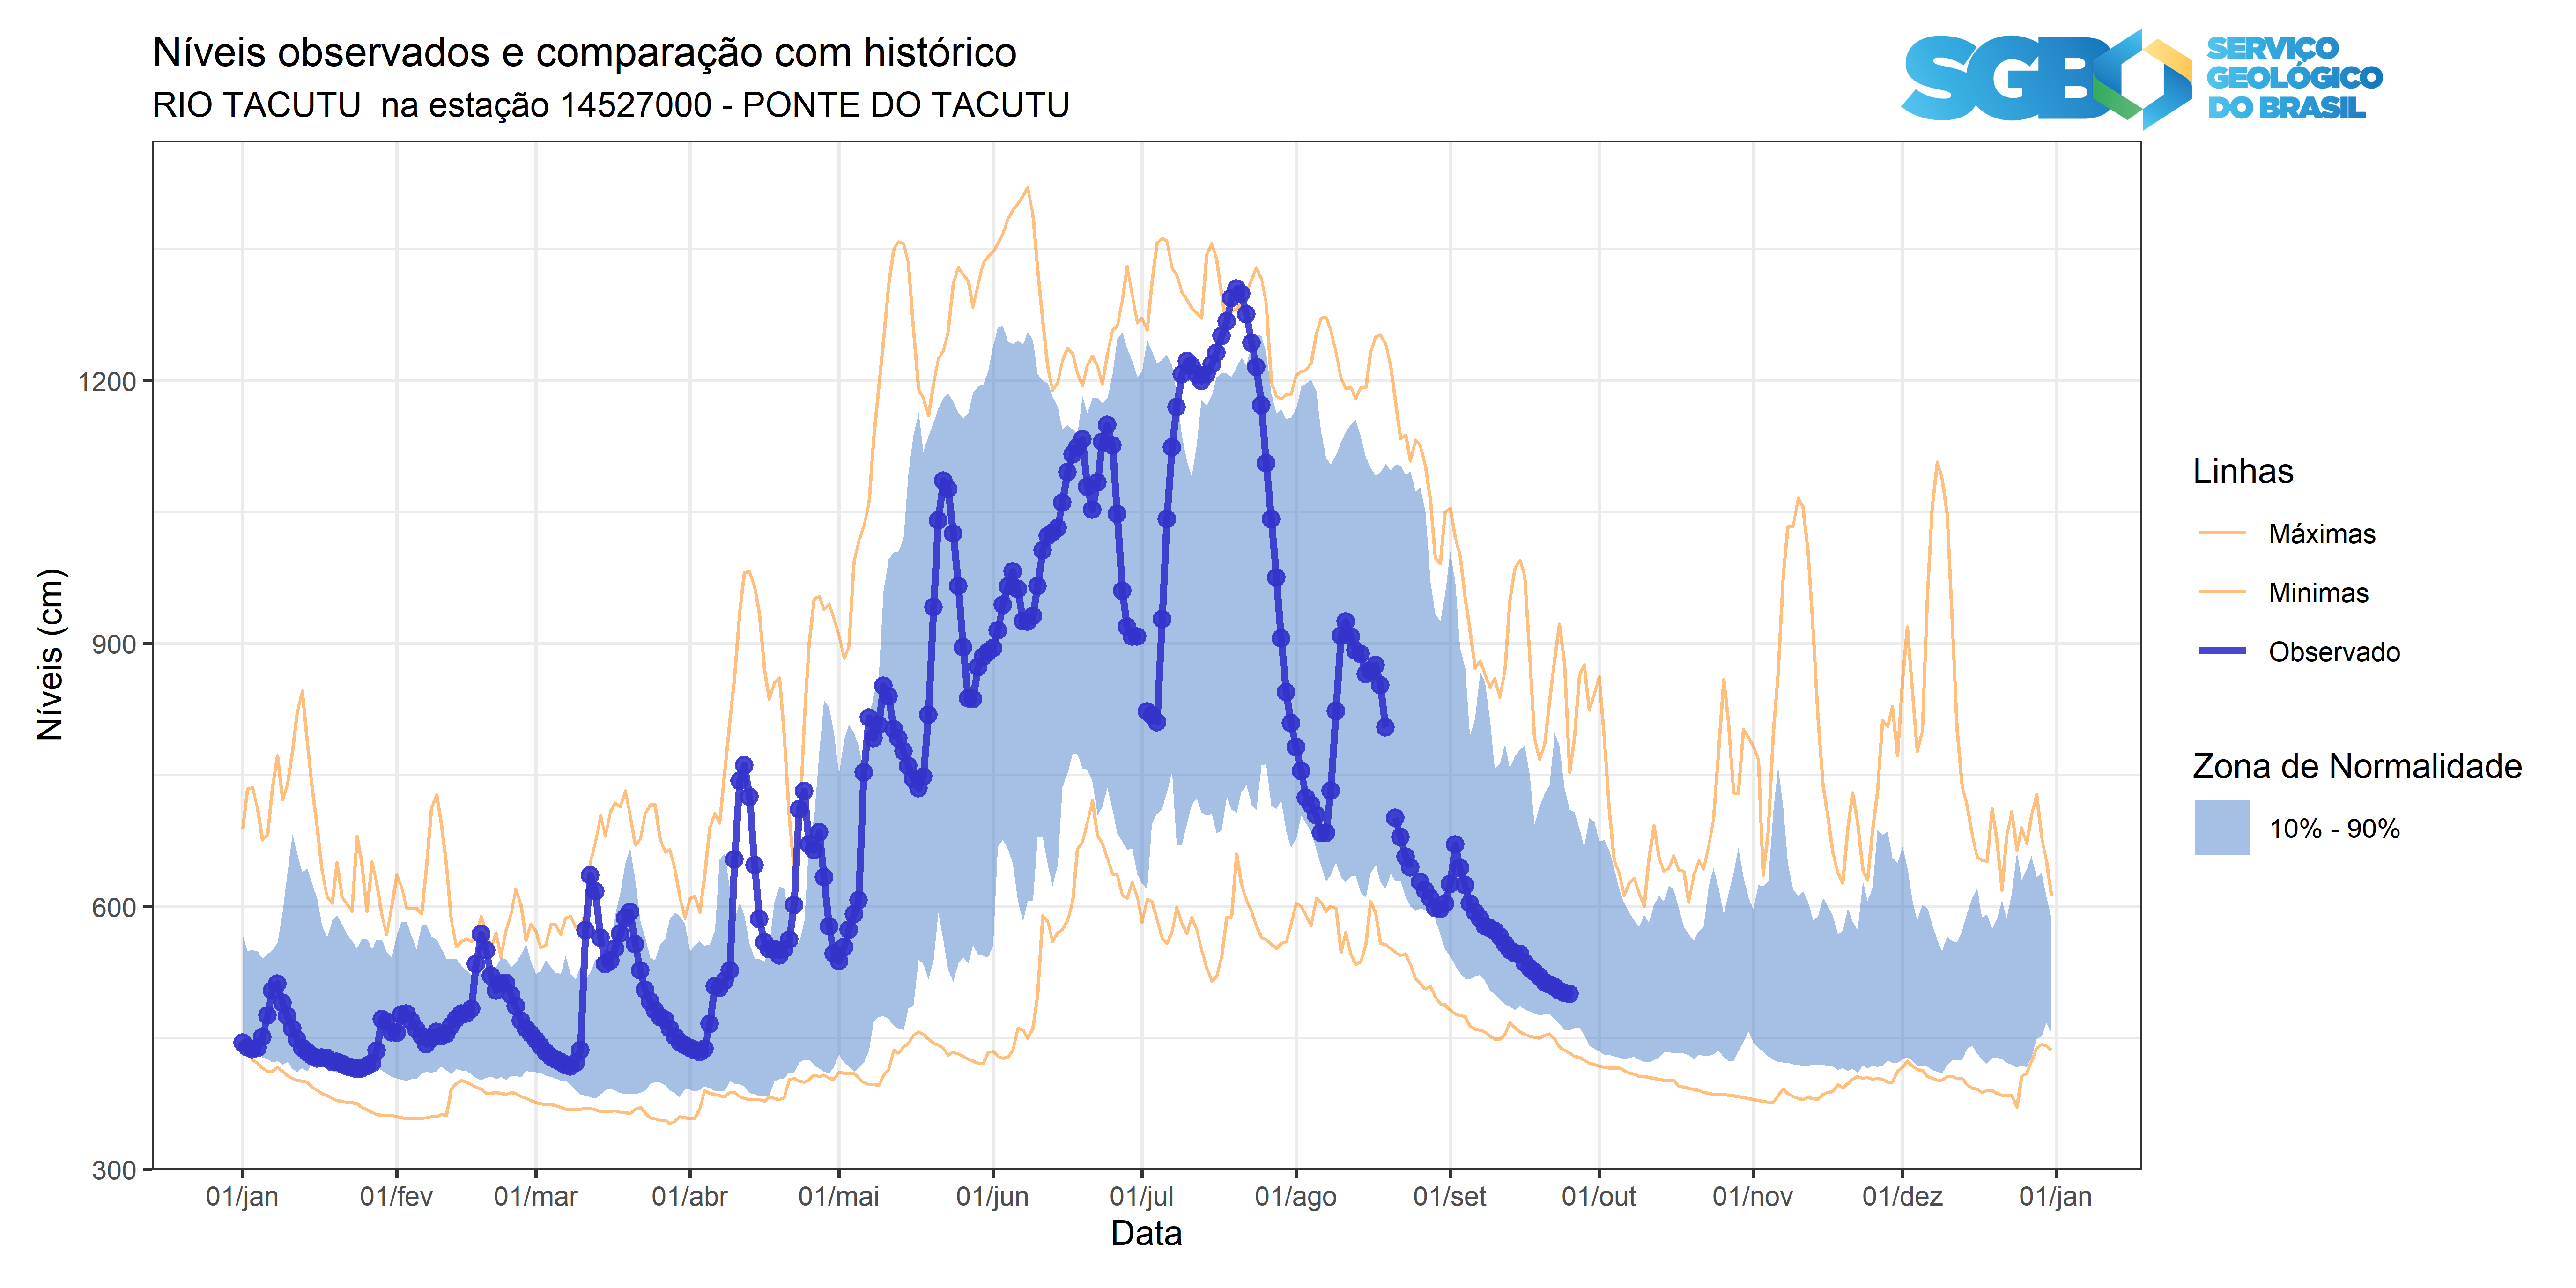 Níveis observados e comparação com histórico
RIO TACUTU  na estação 14527000 - PONTE DO TACUTU
SGB
SERVIÇO
GEOLÓGICO
DO BRASIL
Níveis (cm)
1200
900
600
300
01/jan
01/fev
01/mar
01/abr
01/mai
01/jun
01/jul
01/ago
01/set
01/out
01/nov
01/dez
01/jan
Data
Linhas
Máximas
Minimas
Observado
Zona de Normalidade
10% - 90%